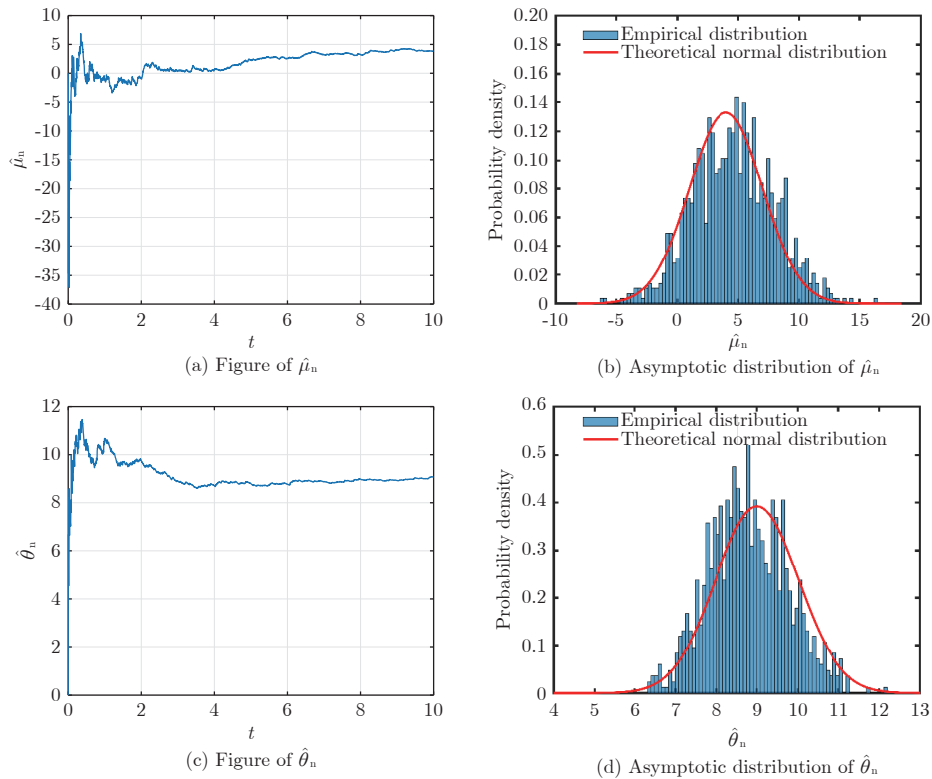 10
5
0
-5
-10
-15
-20
-25
-30
-35
-40
μ̂ₙ
0 2 4 6 8 10
t
(a) Figure of μ̂ₙ
0.20
0.18
0.16
0.14
0.12
0.10
0.08
0.06
0.04
0.02
0
Probability density
Empirical distribution
Theoretical normal distribution
-10 -5 0 5 10 15 20
μ̂ₙ
(b) Asymptotic distribution of μ̂ₙ
12
10
8
6
4
2
0
θ̂ₙ
0 2 4 6 8 10
t
(c) Figure of θ̂ₙ
0.6
0.5
0.4
0.3
0.2
0.1
0
Probability density
Empirical distribution
Theoretical normal distribution
4 5 6 7 8 9 10 11 12 13
θ̂ₙ
(d) Asymptotic distribution of θ̂ₙ